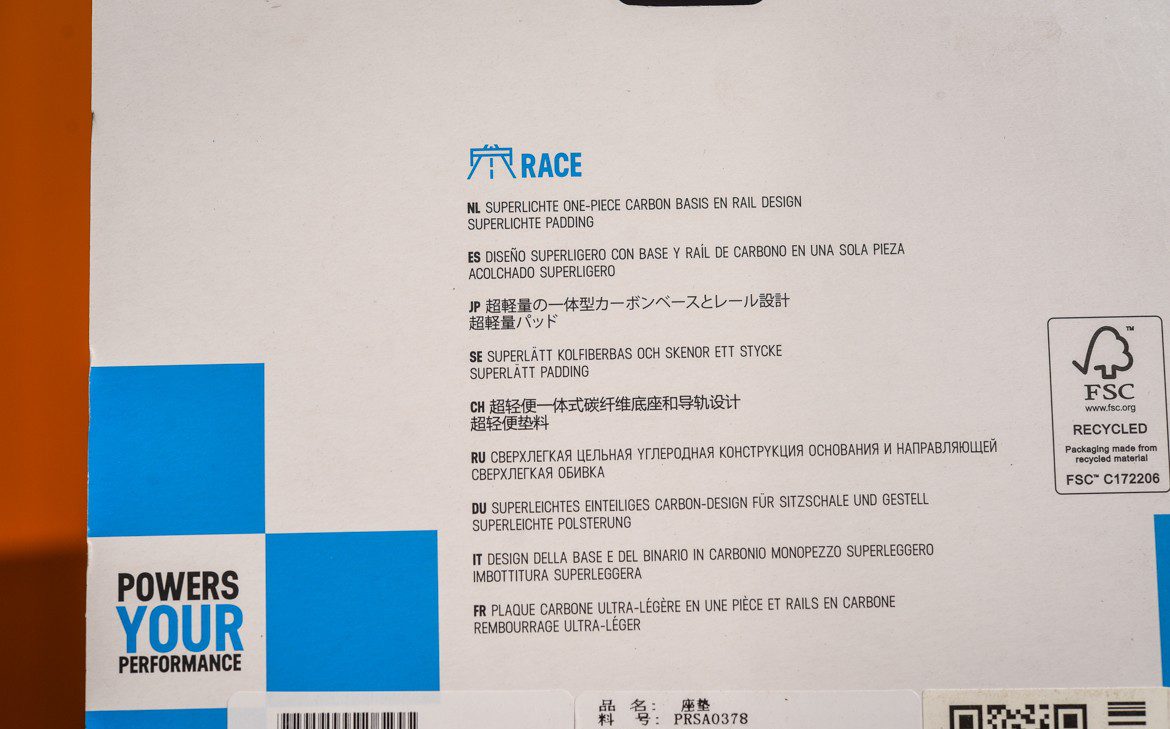 RACE
NL SUPERLICHTE ONE-PIECE CARBON BASIS EN RAIL DESIGN
SUPERLICHTE PADDING
ES DISEÑO SUPERLIGERO CON BASE Y RAÍL DE CARBONO EN UNA SOLA PIEZA
ACOLCHADO SUPERLIGERO
JP 超軽量の一体型カーボンベースとレール設計
超軽量パッド
SE SUPERLÄTT KOLFIBERBAS OCH SKENOR ETT STYCKE
SUPERLÄTT PADDING
CH 超轻便一体式碳纤维底座和导轨设计
超轻便垫料
RU СВЕРХЛЕГКАЯ ЦЕЛЬНАЯ УГЛЕРОДНАЯ КОНСТРУКЦИЯ ОСНОВАНИЯ И НАПРАВЛЯЮЩЕЙ
СВЕРХЛЕГКАЯ ОБИВКА
DU SUPERLEICHTES EINTEILIGES CARBON-DESIGN FÜR SITZSCHALE UND GESTELL
SUPERLEICHTE POLSTERUNG
IT DESIGN DELLA BASE E DEL BINARIO IN CARBONIO MONOPEZZO SUPERLEGGERO
IMBOTTITURA SUPERLEGGERA
FR PLAQUE CARBONE ULTRA-LÉGÈRE EN UNE PIÈCE ET RAILS EN CARBONE
REMBOURRAGE ULTRA-LÉGER
FSC
www.fsc.org
RECYCLED
Packaging made from
recycled material
FSC™ C172206
POWERS
YOUR
PERFORMANCE
品 名: 座垫
料 号: PRSA0378